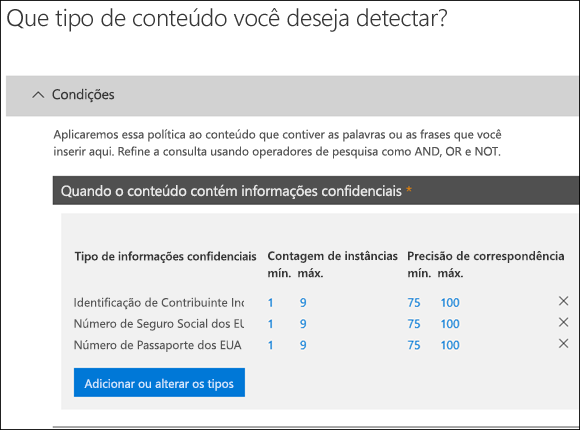 Que tipo de conteúdo você deseja detectar?
Condições
Aplicaremos essa política ao conteúdo que contiver as palavras ou as frases que você
inserir aqui. Refine a consulta usando operadores de pesquisa como AND, OR e NOT.
Quando o conteúdo contém informações confidenciais *
Tipo de informações confidenciais Contagem de instâncias Precisão de correspondência
mín. máx. mín. máx.
Identificação de Contribuinte Inc 1 9 75 100
Número de Seguro Social dos EU 1 9 75 100
Número de Passaporte dos EUA 1 9 75 100
Adicionar ou alterar os tipos